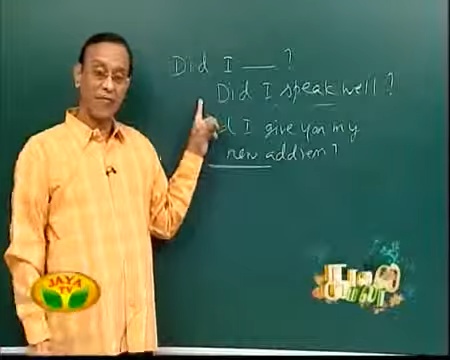 Did I ___ ?
Did I speak well ?
d I give you my
new address ?
JAYA
TV
காலை